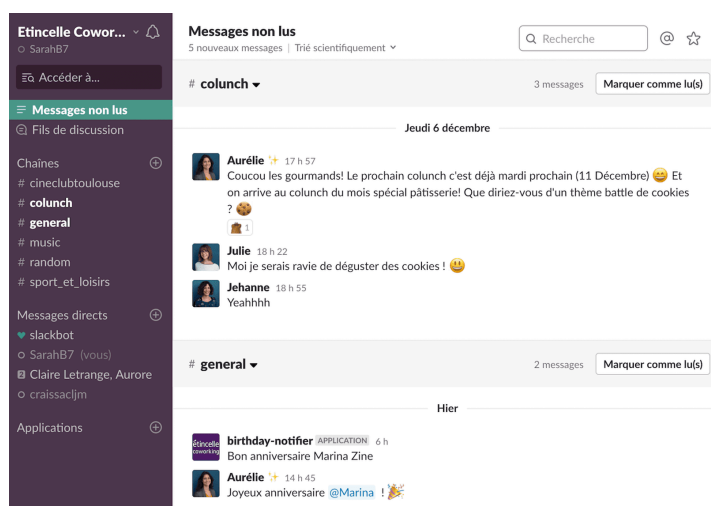 Etincelle Cowor...
SarahB7
Accéder à...
Messages non lus
Fils de discussion
Chaînes
# cineclubtoulouse
# colunch
# general
# music
# random
# sport_et_loisirs
Messages directs
slackbot
SarahB7 (vous)
2 Claire Letrange, Aurore
craissacljm
Applications
Messages non lus
5 nouveaux messages | Trié scientifiquement
Recherche
# colunch
3 messages
Marquer comme lu(s)
Jeudi 6 décembre
Aurélie ✨ 17 h 57
Coucou les gourmands! Le prochain colunch c'est déjà mardi prochain (11 Décembre) 😄 Et
on arrive au colunch du mois spécial pâtisserie! Que diriez-vous d'un thème battle de cookies
? 🍪
1
Julie 18 h 22
Moi je serais ravie de déguster des cookies ! 😃
Jehanne 18 h 55
Yeahhhh
# general
2 messages
Marquer comme lu(s)
Hier
étincelle
coworking
birthday-notifier APPLICATION 6 h
Bon anniversaire Marina Zine
Aurélie ✨ 14 h 45
Joyeux anniversaire @Marina ! 🎉